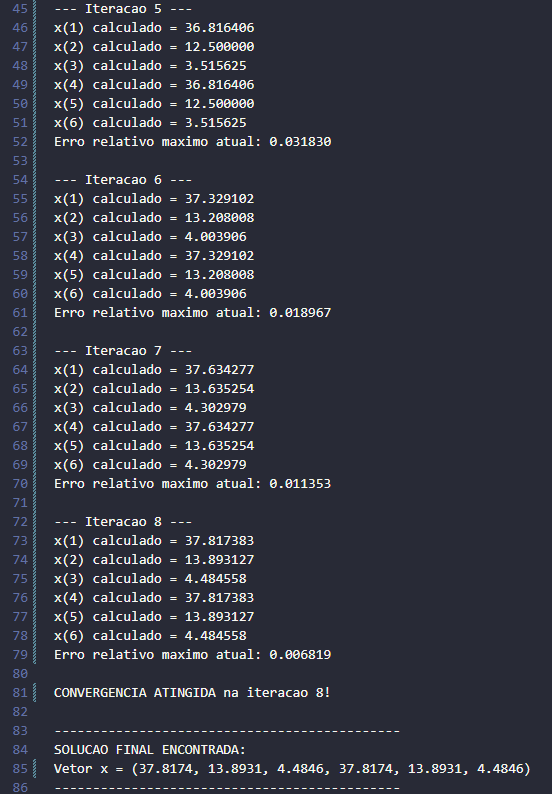 45 --- Iteracao 5 ---
46 x(1) calculado = 36.816406
47 x(2) calculado = 12.500000
48 x(3) calculado = 3.515625
49 x(4) calculado = 36.816406
50 x(5) calculado = 12.500000
51 x(6) calculado = 3.515625
52 Erro relativo maximo atual: 0.031830
53
54 --- Iteracao 6 ---
55 x(1) calculado = 37.329102
56 x(2) calculado = 13.208008
57 x(3) calculado = 4.003906
58 x(4) calculado = 37.329102
59 x(5) calculado = 13.208008
60 x(6) calculado = 4.003906
61 Erro relativo maximo atual: 0.018967
62
63 --- Iteracao 7 ---
64 x(1) calculado = 37.634277
65 x(2) calculado = 13.635254
66 x(3) calculado = 4.302979
67 x(4) calculado = 37.634277
68 x(5) calculado = 13.635254
69 x(6) calculado = 4.302979
70 Erro relativo maximo atual: 0.011353
71
72 --- Iteracao 8 ---
73 x(1) calculado = 37.817383
74 x(2) calculado = 13.893127
75 x(3) calculado = 4.484558
76 x(4) calculado = 37.817383
77 x(5) calculado = 13.893127
78 x(6) calculado = 4.484558
79 Erro relativo maximo atual: 0.006819
80
81 CONVERGENCIA ATINGIDA na iteracao 8!
82
83 ---------------------------------------------
84 SOLUCAO FINAL ENCONTRADA:
85 Vetor x = (37.8174, 13.8931, 4.4846, 37.8174, 13.8931, 4.4846)
86 ---------------------------------------------